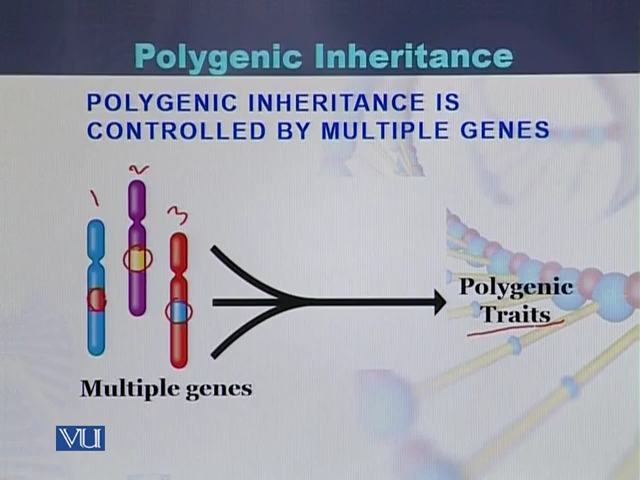 Polygenic Inheritance
POLYGENIC INHERITANCE IS
CONTROLLED BY MULTIPLE GENES
1
2
3
Polygenic
Traits
Multiple genes
VU